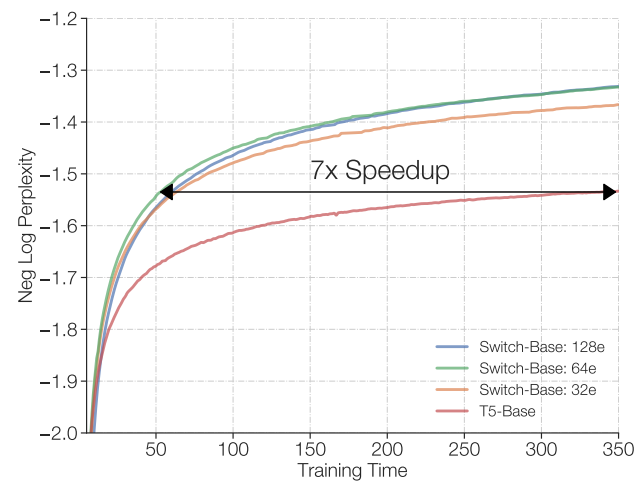 −1.2
−1.3
−1.4
−1.5
−1.6
−1.7
−1.8
−1.9
−2.0
Neg Log Perplexity
7x Speedup
Switch-Base: 128e
Switch-Base: 64e
Switch-Base: 32e
T5-Base
50 100 150 200 250 300 350
Training Time